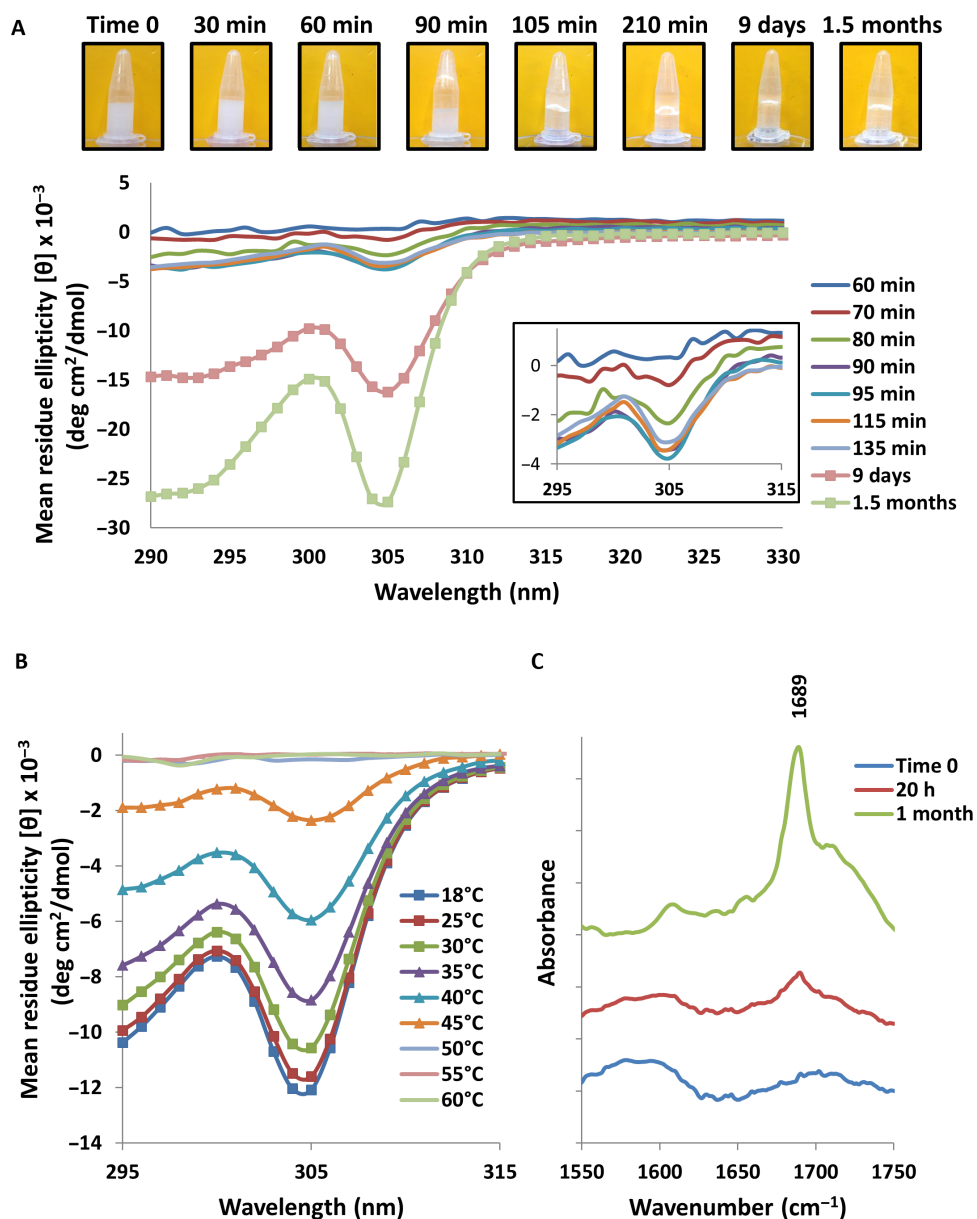 A
Time 0 30 min 60 min 90 min 105 min 210 min 9 days 1.5 months
Mean residue ellipticity [θ] x 10⁻³
(deg cm²/dmol)
5
0
−5
−10
−15
−20
−25
−30
290 295 300 305 310 315 320 325 330
Wavelength (nm)
60 min
70 min
80 min
90 min
95 min
115 min
135 min
9 days
1.5 months
0
−2
−4
295 305 315
B
Mean residue ellipticity [θ] x 10⁻³
(deg cm²/dmol)
0
−2
−4
−6
−8
−10
−12
−14
295 305 315
Wavelength (nm)
18°C
25°C
30°C
35°C
40°C
45°C
50°C
55°C
60°C
C
1689
Absorbance
Time 0
20 h
1 month
1550 1600 1650 1700 1750
Wavenumber (cm⁻¹)